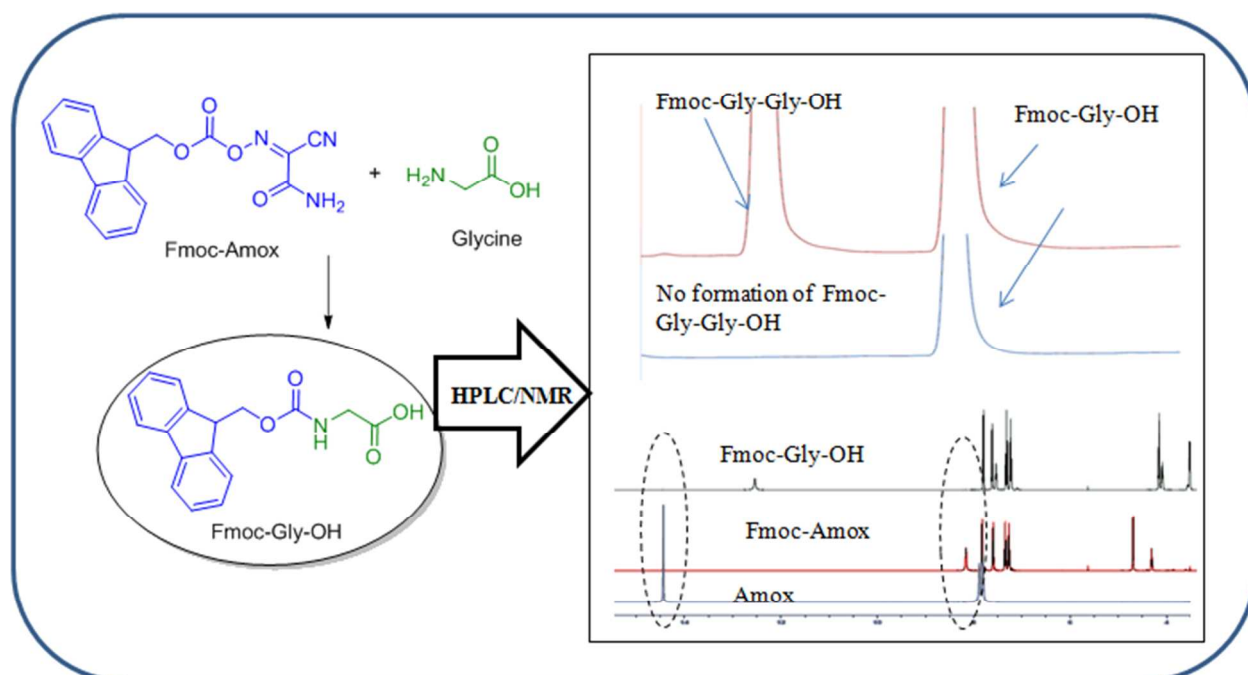 O
O
O
N
CN
O
NH2
Fmoc-Amox
+
H2N
O
OH
Glycine
O
O
N
H
OH
O
Fmoc-Gly-OH
HPLC/NMR
Fmoc-Gly-Gly-OH
Fmoc-Gly-OH
No formation of Fmoc-
Gly-Gly-OH
Fmoc-Gly-OH
Fmoc-Amox
Amox